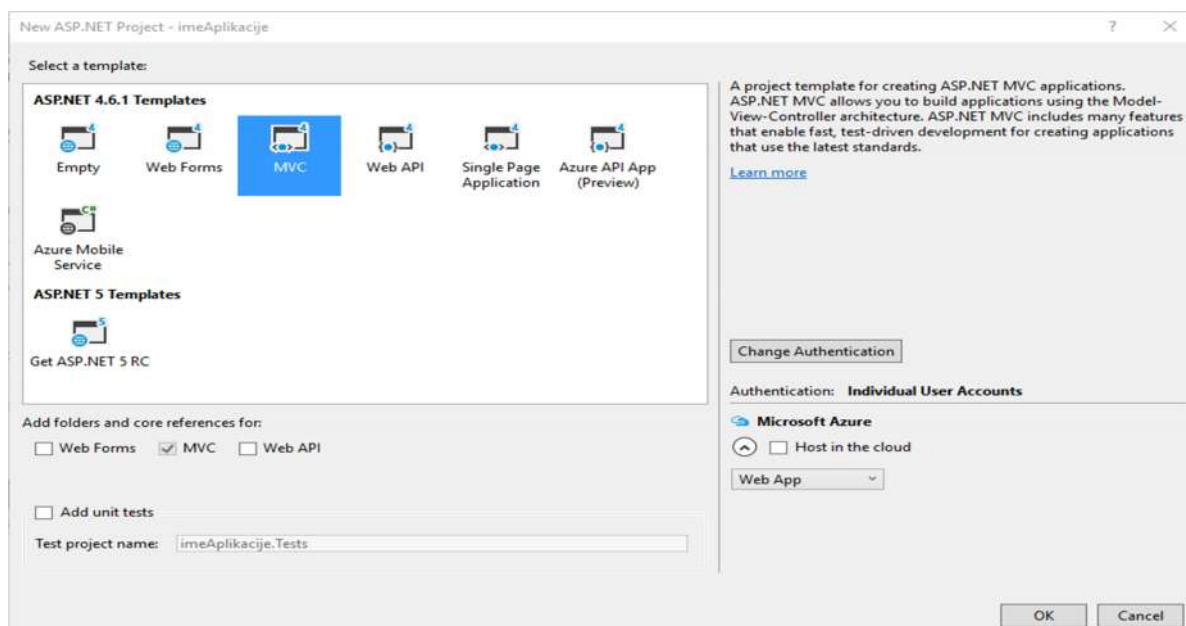 New ASP.NET Project - imeAplikacije
?
Select a template:
ASP.NET 4.6.1 Templates
Empty
Web Forms
MVC
Web API
Single Page
Application
Azure API App
(Preview)
Azure Mobile
Service
ASP.NET 5 Templates
Get ASP.NET 5 RC
A project template for creating ASP.NET MVC applications.
ASP.NET MVC allows you to build applications using the Model-
View-Controller architecture. ASP.NET MVC includes many features
that enable fast, test-driven development for creating applications
that use the latest standards.
Learn more
Change Authentication
Authentication: Individual User Accounts
Microsoft Azure
Host in the cloud
Web App
Add folders and core references for:
Web Forms MVC Web API
Add unit tests
Test project name: imeAplikacije.Tests
OK Cancel